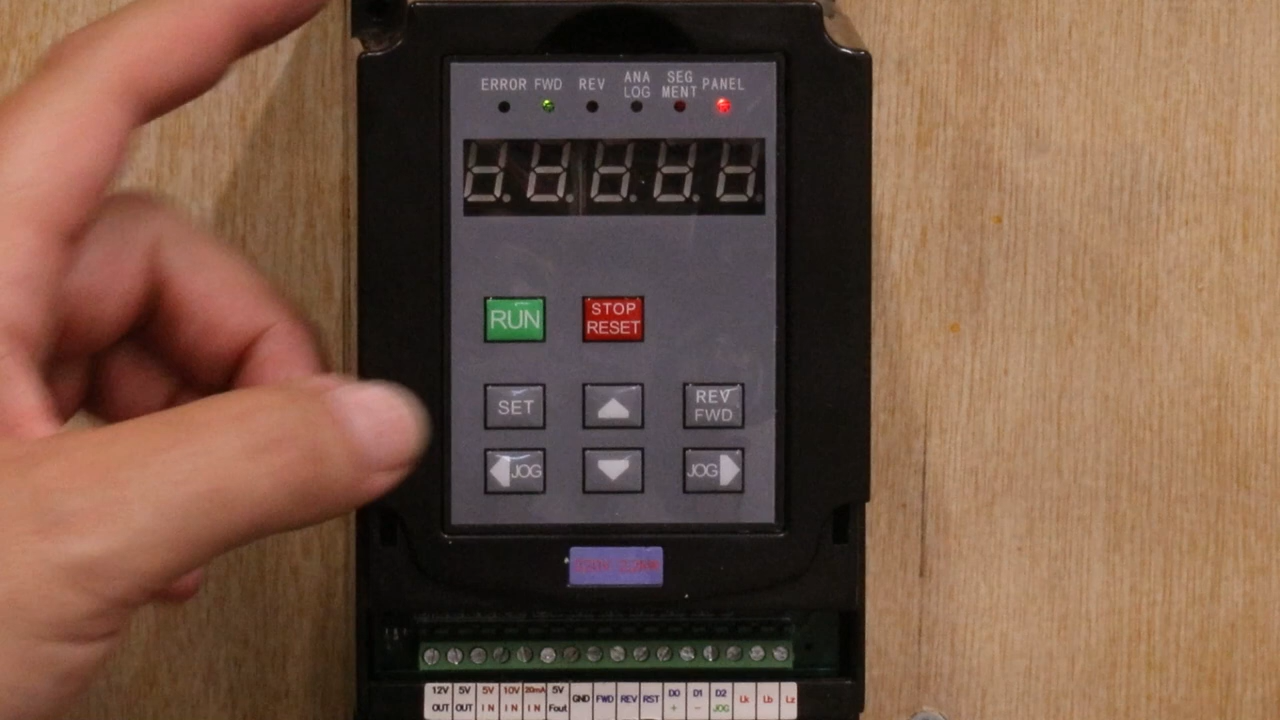 ERROR FWD REV ANA LOG SEG MENT PANEL
RUN STOP RESET
SET REV FWD
JOG JOG
12V OUT 5V OUT 5V IN 10V IN 20mA IN 5V Fout GND FWD REV RST D0 + D1 - D2 JOG Lk Lb Lz